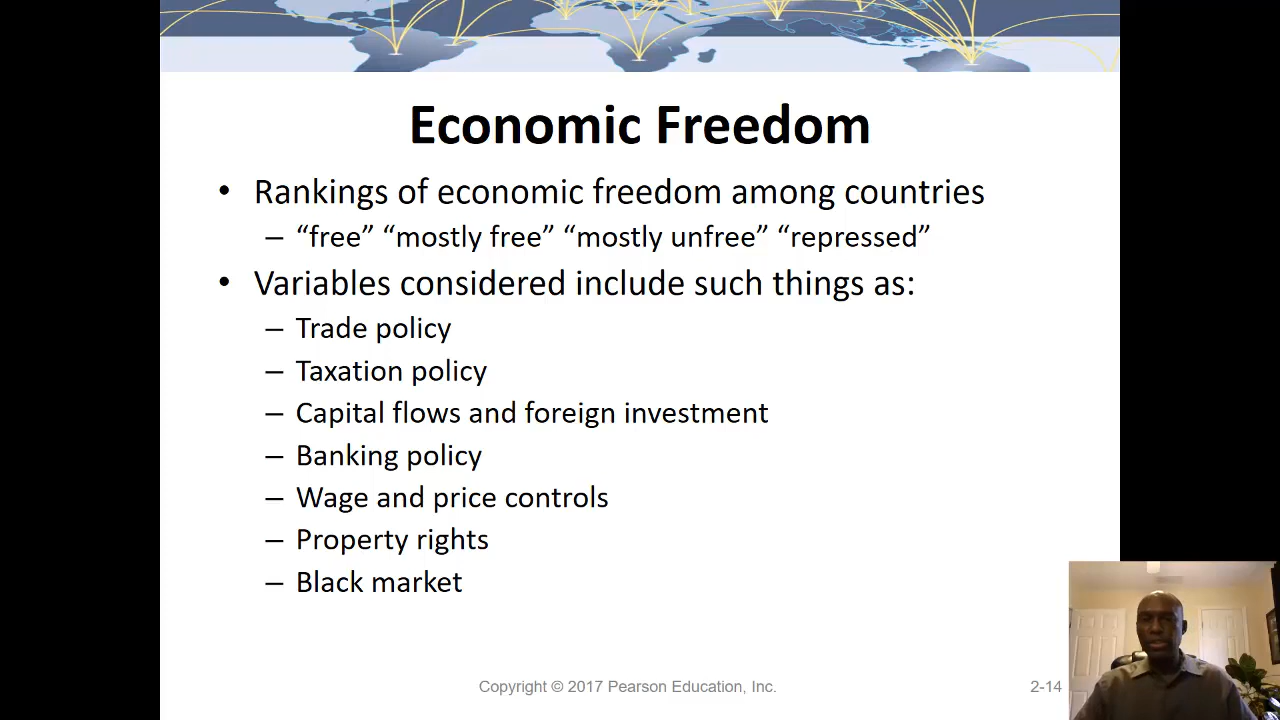 Economic Freedom
• Rankings of economic freedom among countries
– “free” “mostly free” “mostly unfree” “repressed”
• Variables considered include such things as:
– Trade policy
– Taxation policy
– Capital flows and foreign investment
– Banking policy
– Wage and price controls
– Property rights
– Black market
Copyright © 2017 Pearson Education, Inc.
2-14